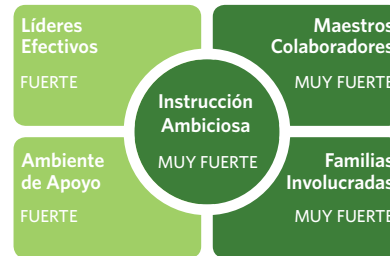 Líderes
Efectivos
FUERTE
Maestros
Colaboradores
MUY FUERTE
Instrucción
Ambiciosa
MUY FUERTE
Ambiente
de Apoyo
FUERTE
Familias
Involucradas
MUY FUERTE